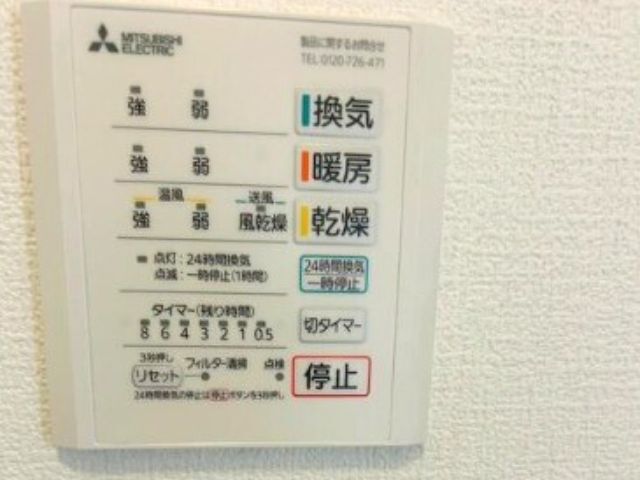 MITSUBISHI
ELECTRIC
製品に関するお問合せ
TEL:0120-726-471
強 弱 換気
強 弱 暖房
温風 送風
強 弱 風乾燥 乾燥
点灯:24時間換気
点滅:一時停止(1時間)
24時間換気
一時停止
タイマー(残り時間)
8 6 4 3 2 1 0.5
切タイマー
3秒押し
リセット フィルター清掃 点検
停止
24時間換気の停止は停止ボタンを3秒押し